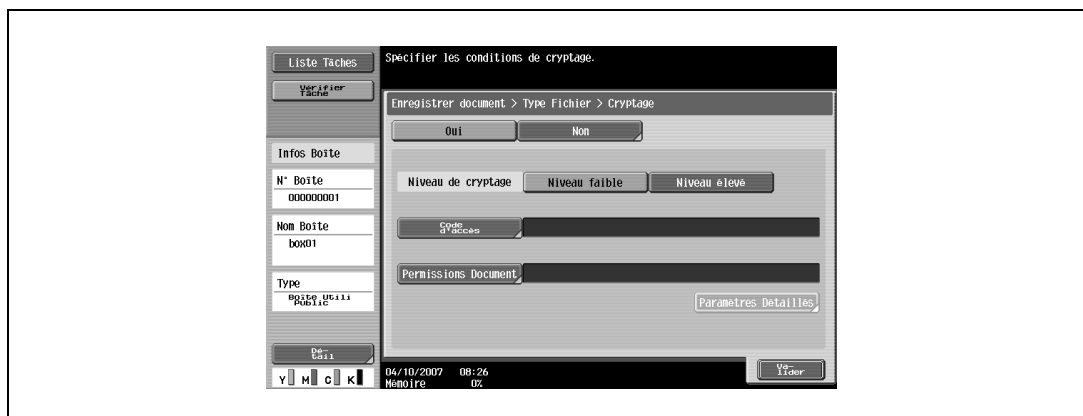 Liste Tâches
Vérifier
Tâche
Infos Boîte
N° Boîte
000000001
Nom Boîte
box01
Type
Boîte Utili
Public
Dé-
tail
Y M C K
Spécifier les conditions de cryptage.
Enregistrer document > Type Fichier > Cryptage
Oui Non
Niveau de cryptage Niveau faible Niveau élevé
Code
d'accès
Permissions Document
Paramètres Détaillés
04/10/2007 08:26
Mémoire 0%
Va-
lider